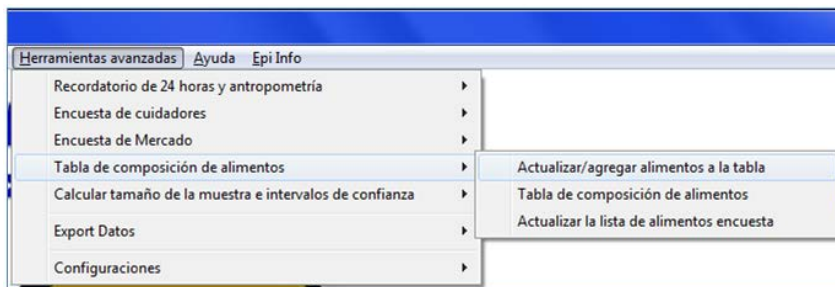 Herramientas avanzadas Ayuda Epi Info
Recordatorio de 24 horas y antropometría
Encuesta de cuidadores
Encuesta de Mercado
Tabla de composición de alimentos
Actualizar/agregar alimentos a la tabla
Calcular tamaño de la muestra e intervalos de confianza
Tabla de composición de alimentos
Actualizar la lista de alimentos encuesta
Export Datos
Configuraciones